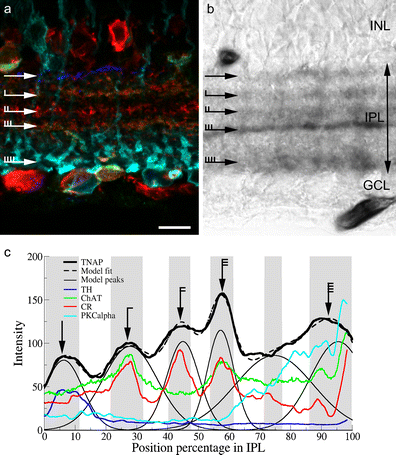 a
b
INL
IPL
GCL
c
TNAP
Model fit
Model peaks
TH
ChAT
CR
PKCalpha
Intensity
200
150
100
50
0
0 10 20 30 40 50 60 70 80 90 100
Position percentage in IPL